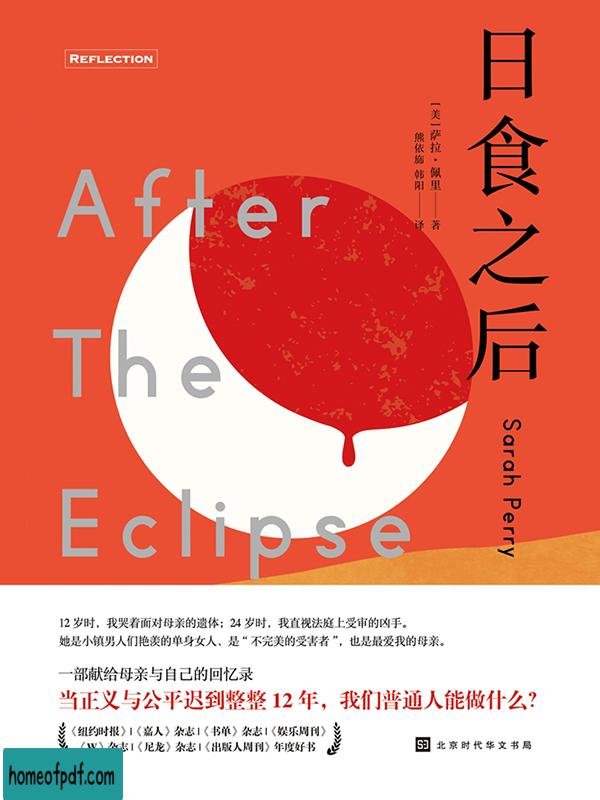 REFLECTION
日食之后
[美]萨拉·佩里——著
熊依旆 韩阳——译
After
The
Eclipse
Sarah Perry
12岁时，我哭着面对母亲的遗体；24岁时，我直视法庭上受审的凶手。
她是小镇男人们艳羡的单身女人、是“不完美的受害者”，也是最爱我的母亲。
一部献给母亲与自己的回忆录
当正义与公平迟到整整12年，我们普通人能做什么？
《纽约时报》|《嘉人》杂志|《书单》杂志|《娱乐周刊》
《W》杂志|《尼龙》杂志|《出版人周刊》年度好书
北京时代华文书局
homeofpdf.com